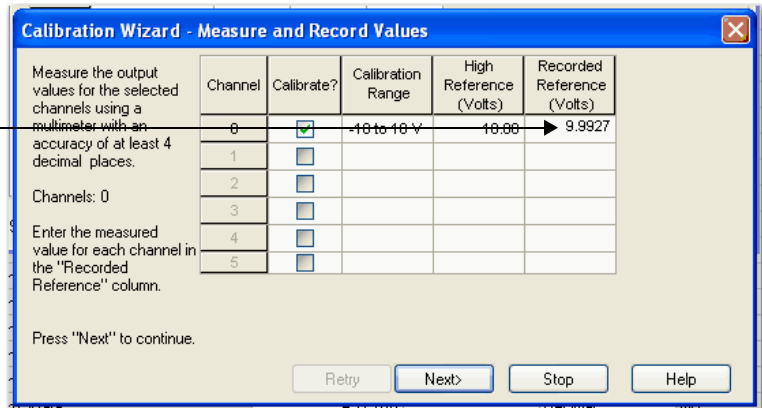 Calibration Wizard - Measure and Record Values
Measure the output
values for the selected
channels using a
multimeter with an
accuracy of at least 4
decimal places.
Channels: 0
Enter the measured
value for each channel in
the "Recorded
Reference" column.
Press "Next" to continue.
Channel Calibrate? Calibration Range High Reference (Volts) Recorded Reference (Volts)
0 -10 to 10 V 10.00 9.9927
1
2
3
4
5
Retry Next> Stop Help